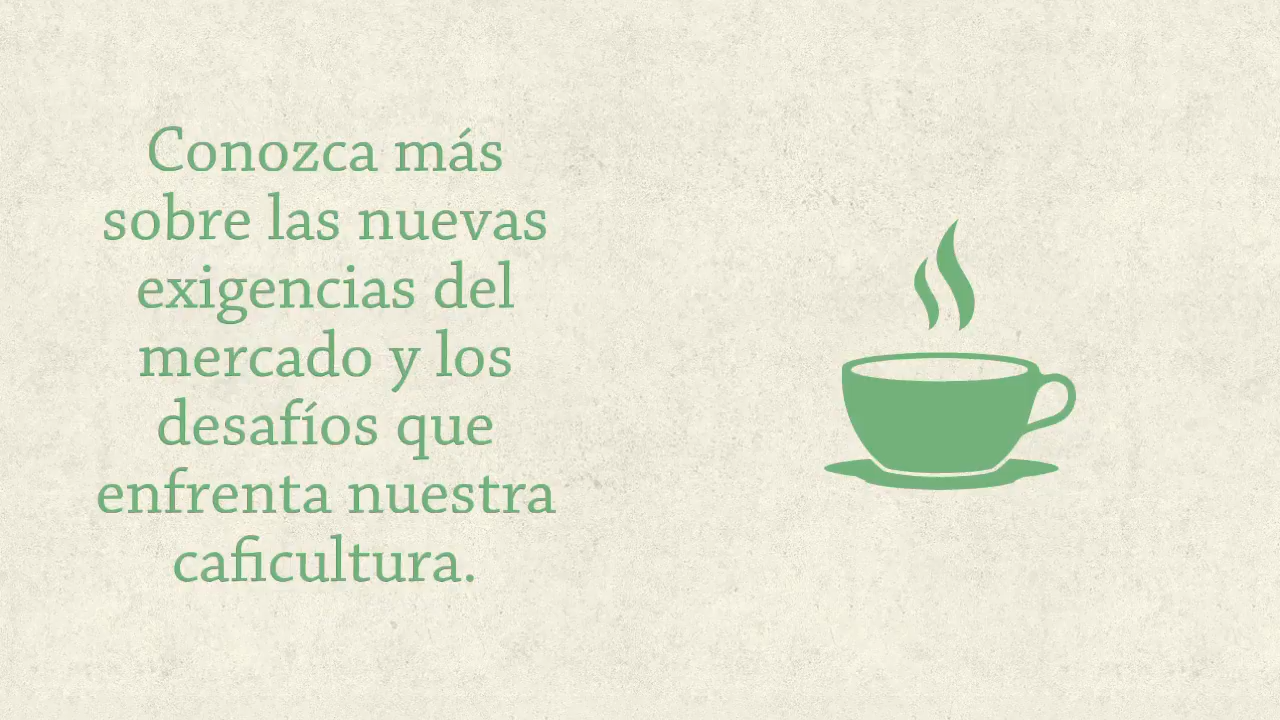 Conozca más
sobre las nuevas
exigencias del
mercado y los
desafíos que
enfrenta nuestra
caficultura.